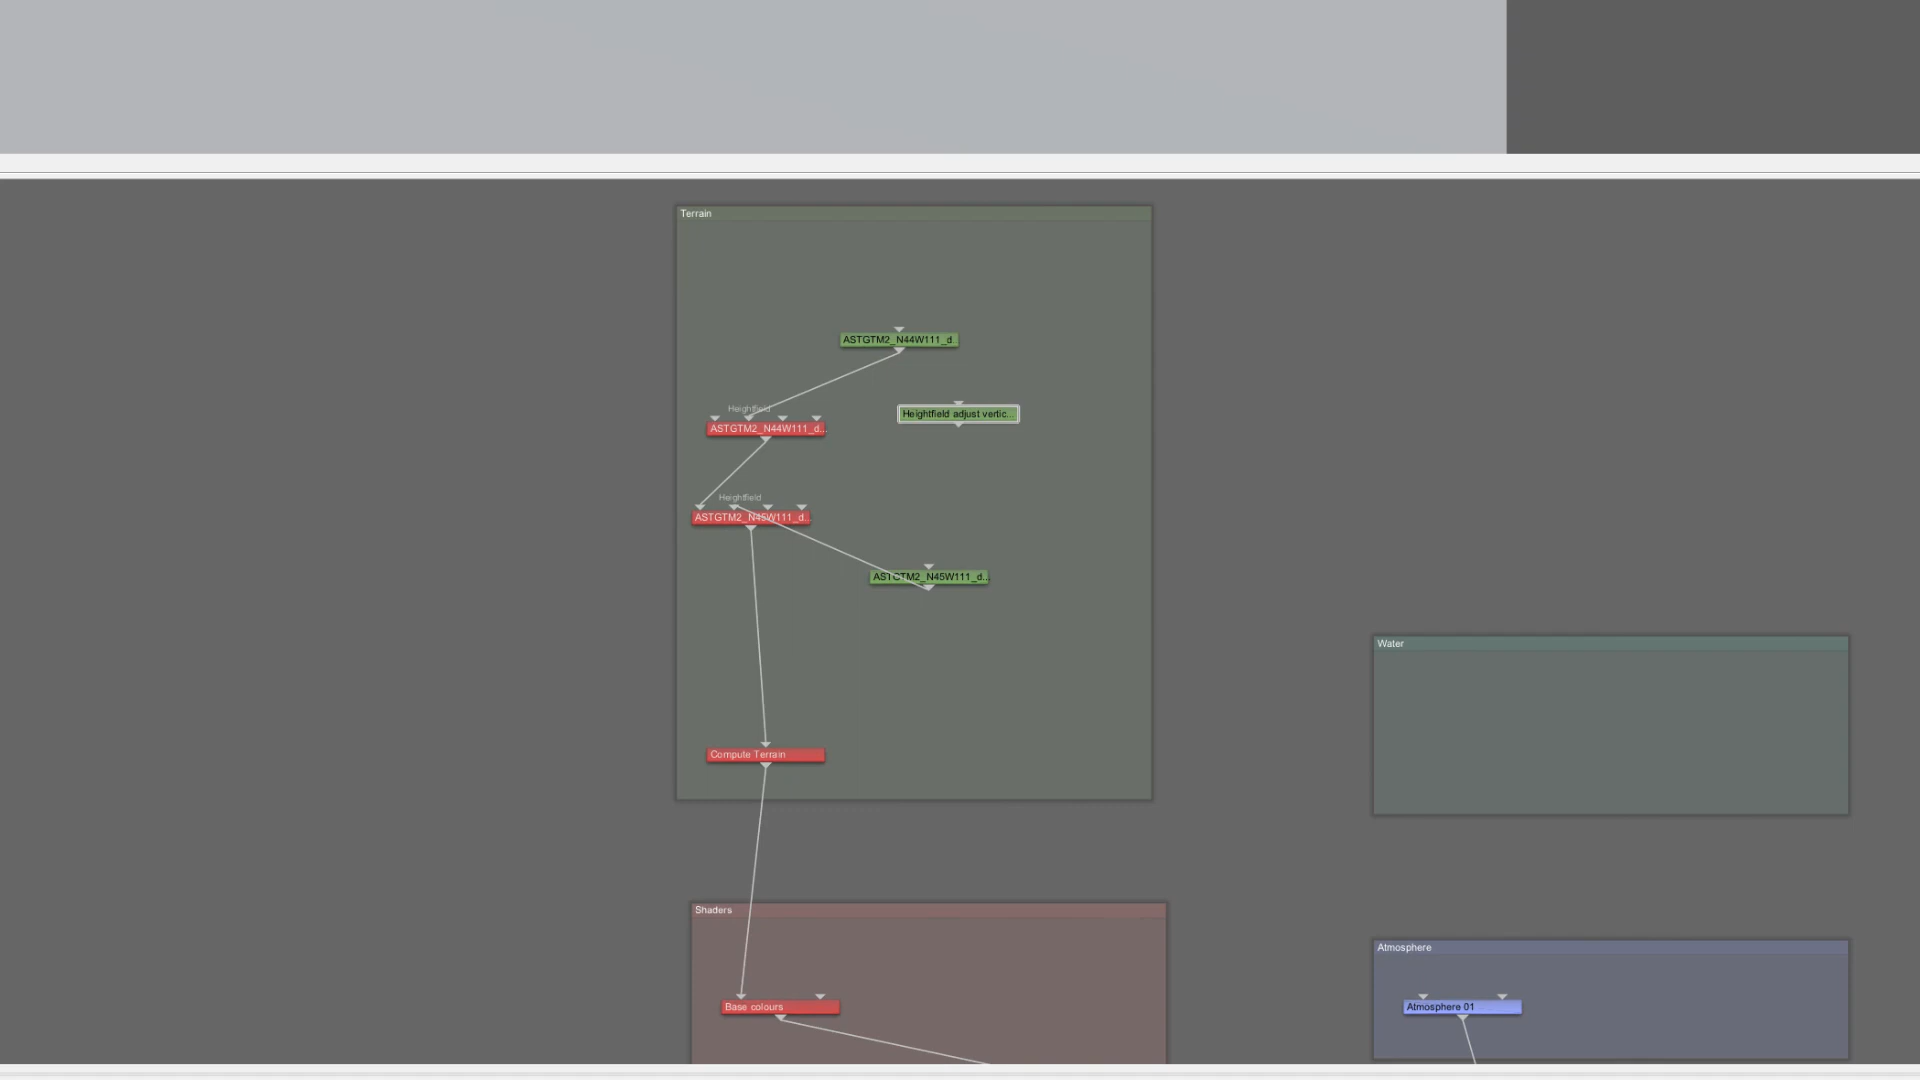 Terrain
ASTGTM2_N44W111_d...
Heightfield
Heightfield adjust vertic...
ASTGTM2_N44W111_d...
Heightfield
ASTGTM2_N45W111_d...
ASTGTM2_N45W111_d...
Water
Compute Terrain
Shaders
Atmosphere
Base colours
Atmosphere 01